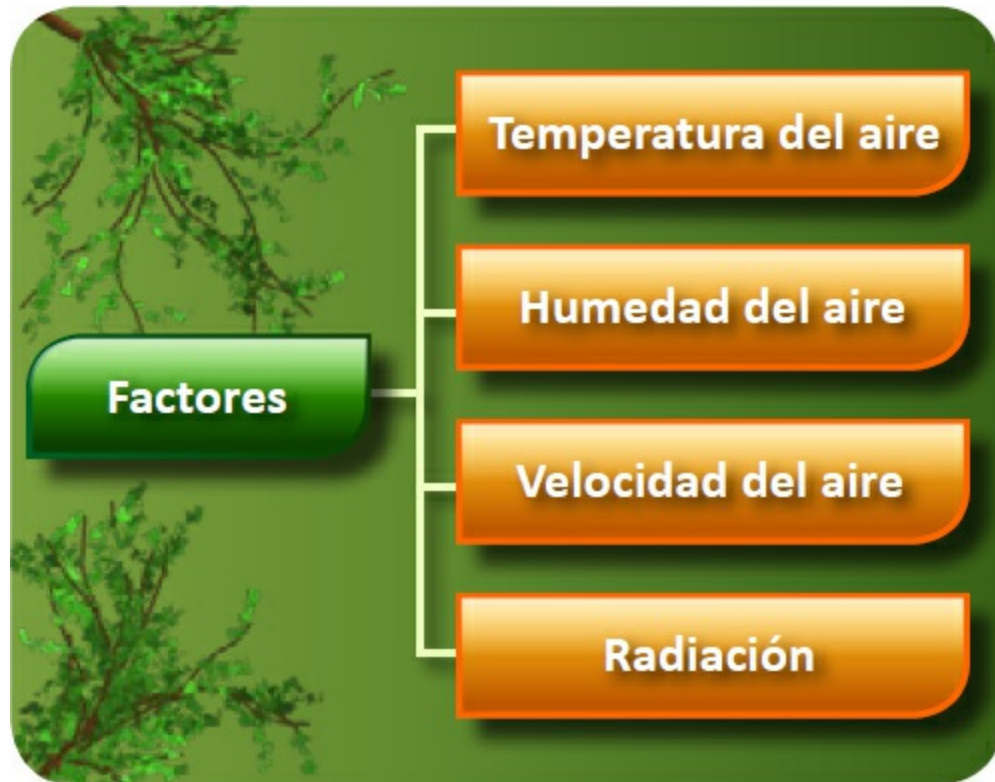 Temperatura del aire
Humedad del aire
Factores
Velocidad del aire
Radiación